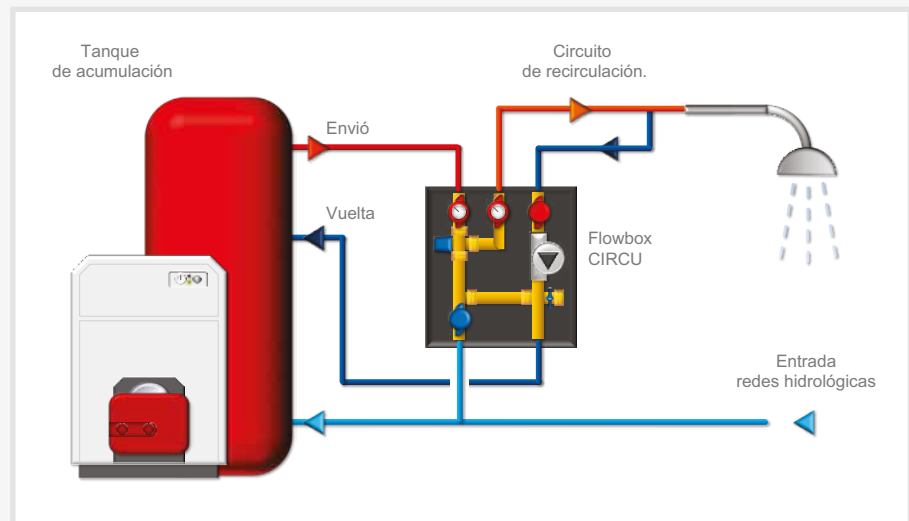 Tanque
de acumulación
Circuito
de recirculación.
Envió
Vuelta
Flowbox
CIRCU
Entrada
redes hidrológicas